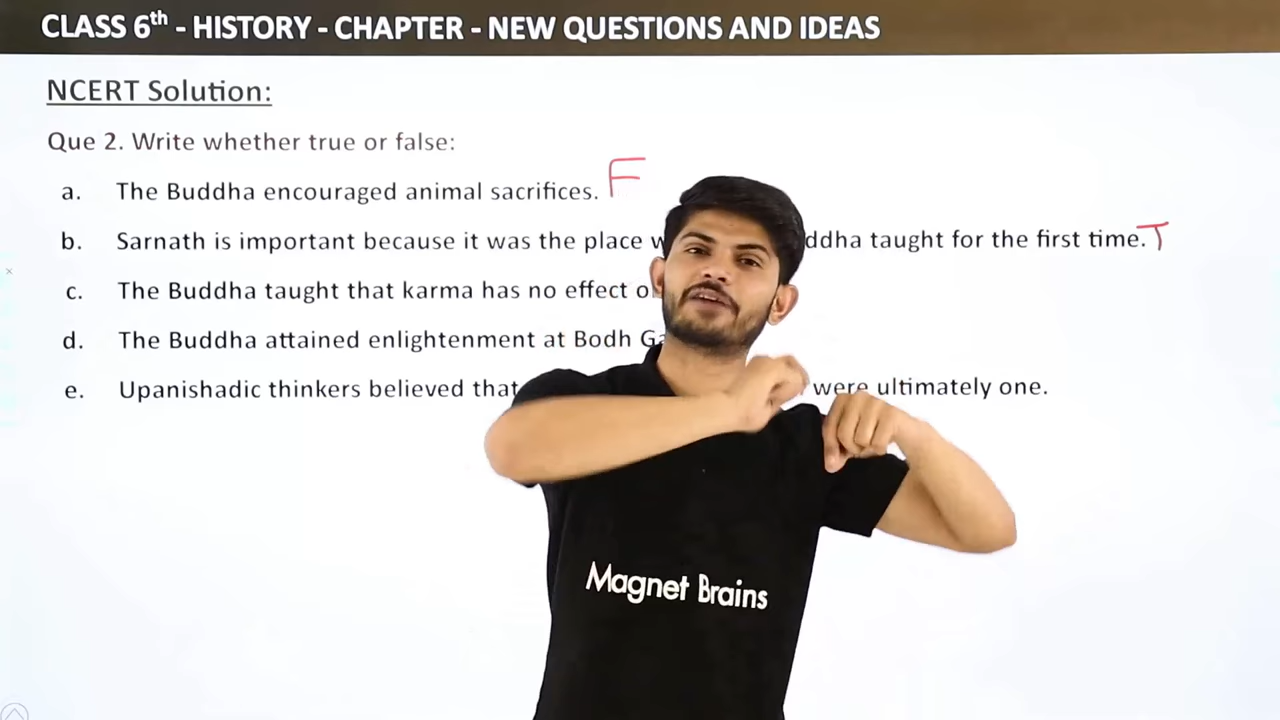 CLASS 6th - HISTORY - CHAPTER - NEW QUESTIONS AND IDEAS
NCERT Solution:
Que 2. Write whether true or false:
a. The Buddha encouraged animal sacrifices. F
b. Sarnath is important because it was the place ddha taught for the first time. T
c. The Buddha taught that karma has no effect
d. The Buddha attained enlightenment at Bodh
e. Upanishadic thinkers believed that were ultimately one.
Magnet Brains